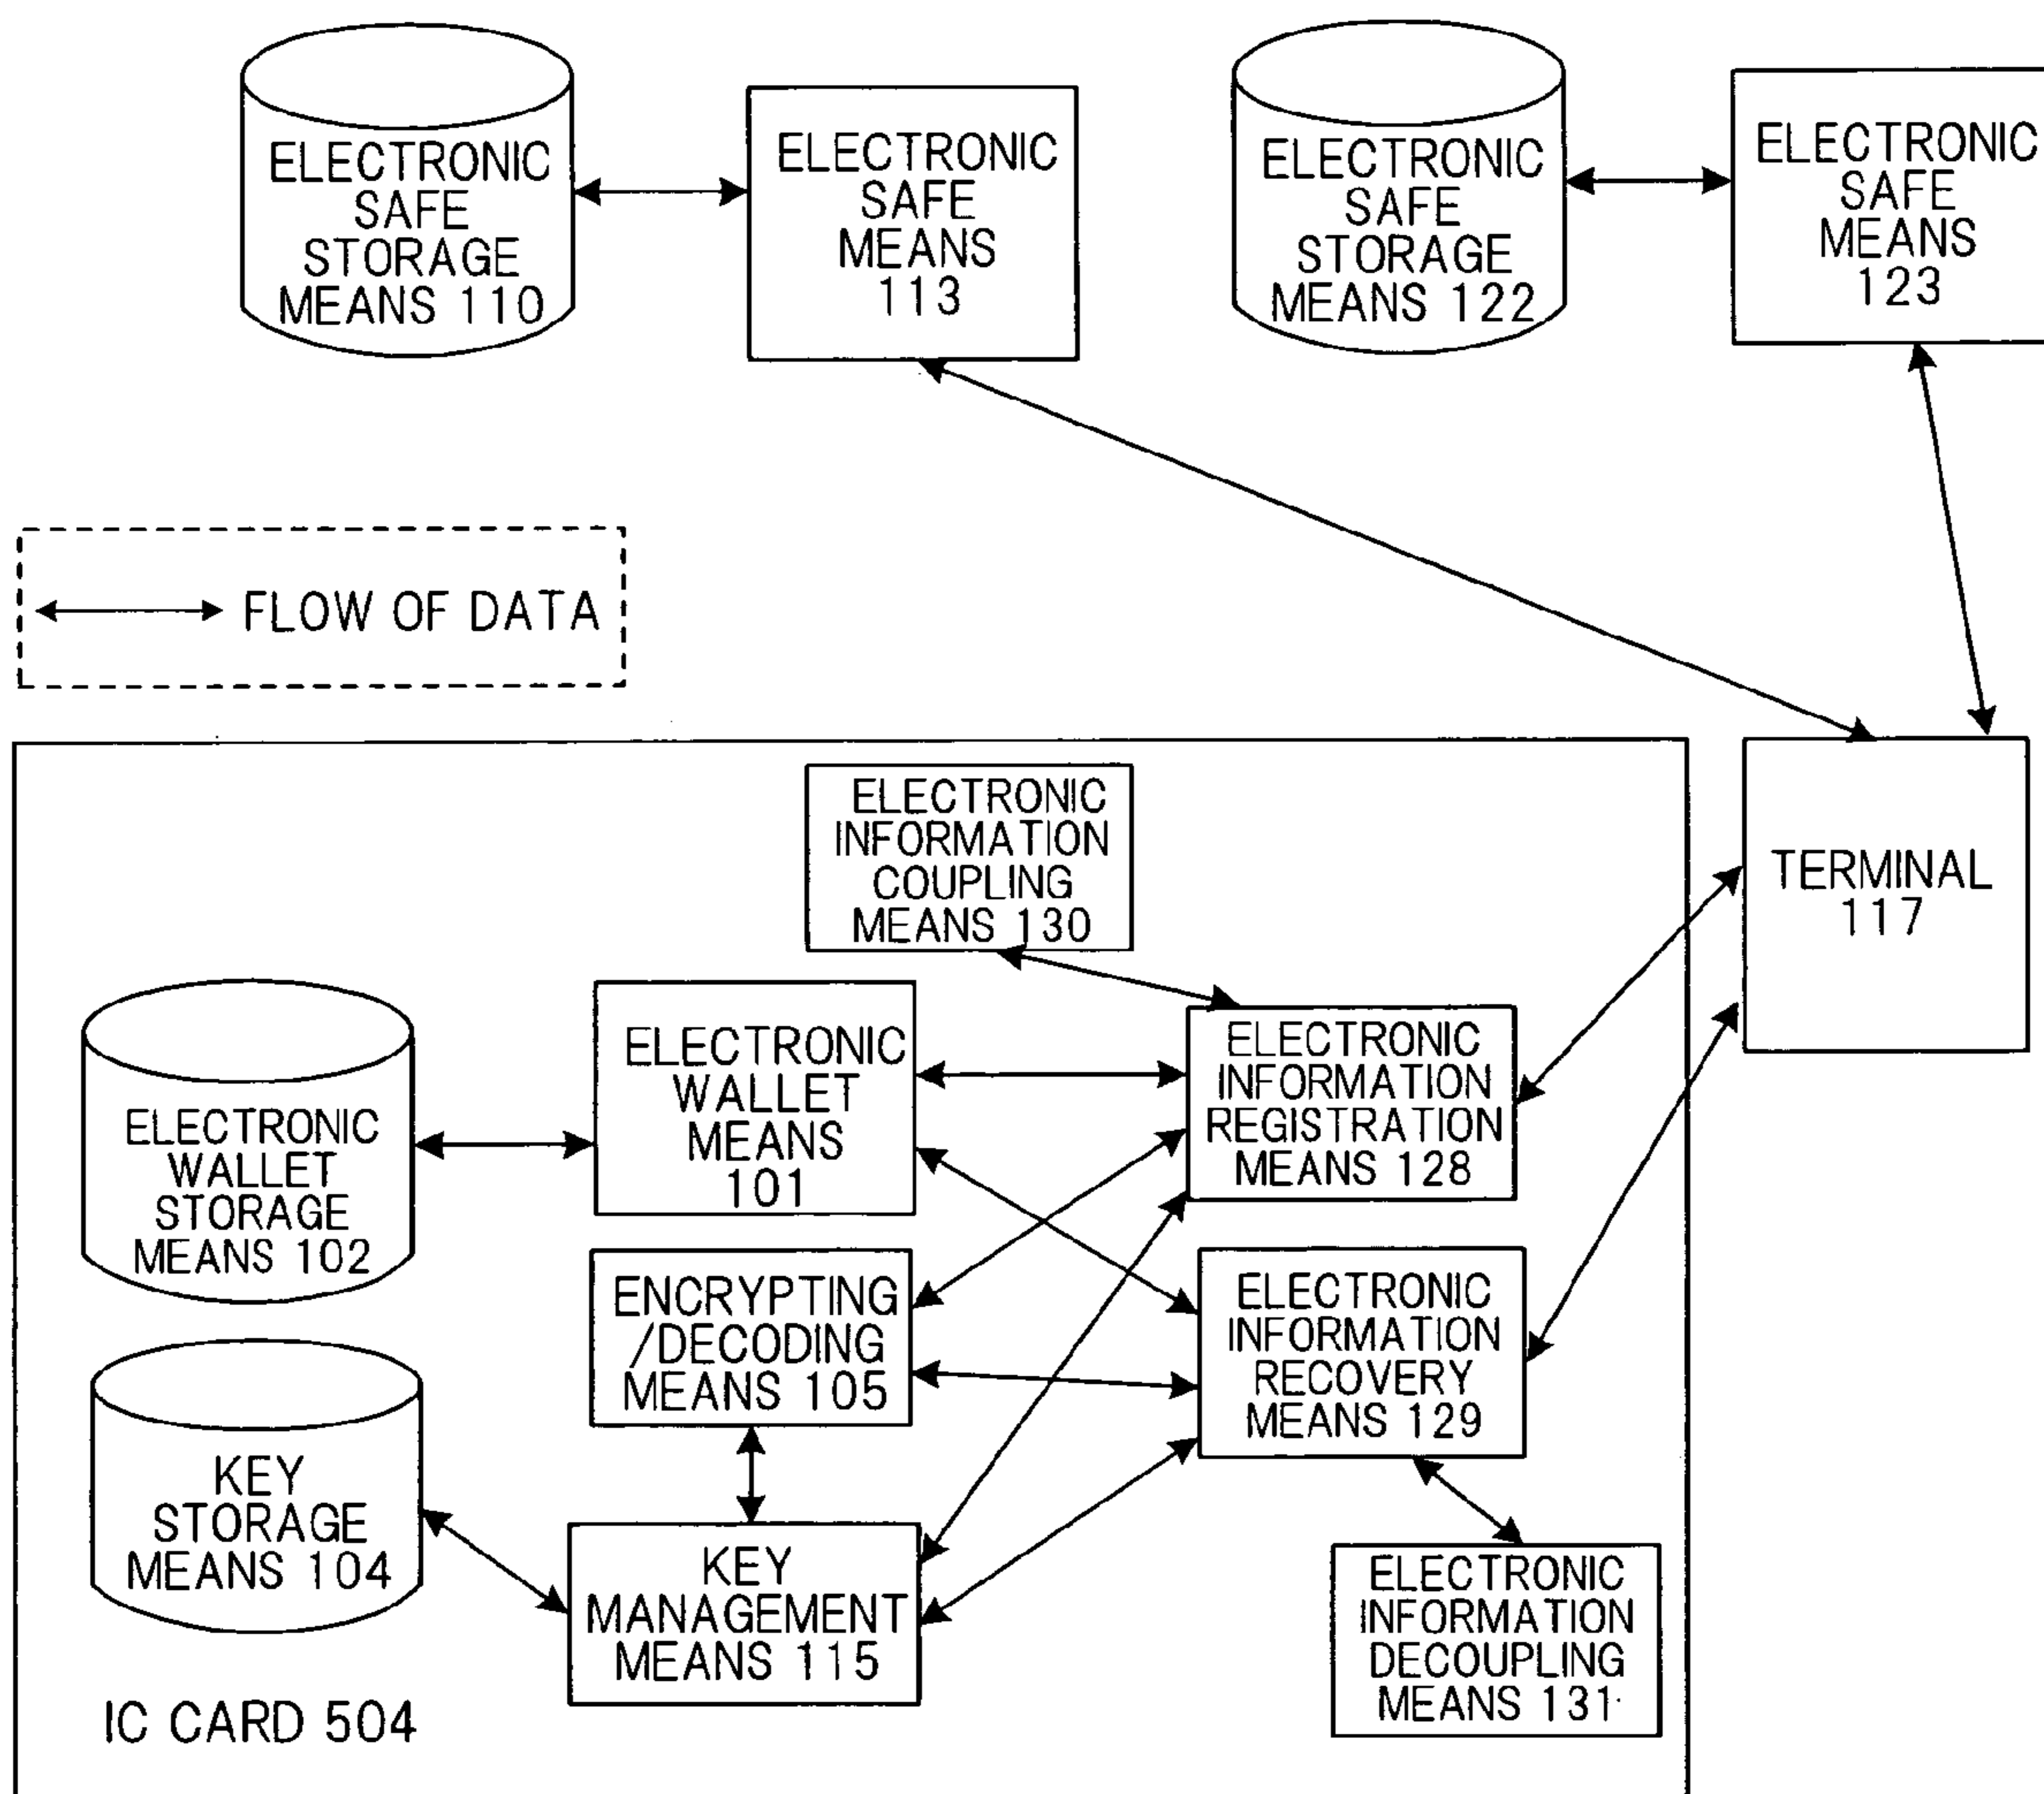 ELECTRONIC
SAFE
STORAGE
MEANS 110
ELECTRONIC
SAFE
MEANS
113
ELECTRONIC
SAFE
STORAGE
MEANS 122
ELECTRONIC
SAFE
MEANS
123
FLOW OF DATA
ELECTRONIC
INFORMATION
COUPLING
MEANS 130
TERMINAL
117
ELECTRONIC
WALLET
STORAGE
MEANS 102
ELECTRONIC
WALLET
MEANS
101
ELECTRONIC
INFORMATION
REGISTRATION
MEANS 128
ENCRYPTING
/DECODING
MEANS 105
ELECTRONIC
INFORMATION
RECOVERY
MEANS 129
KEY
STORAGE
MEANS 104
KEY
MANAGEMENT
MEANS 115
ELECTRONIC
INFORMATION
DECOUPLING
MEANS 131
IC CARD 504